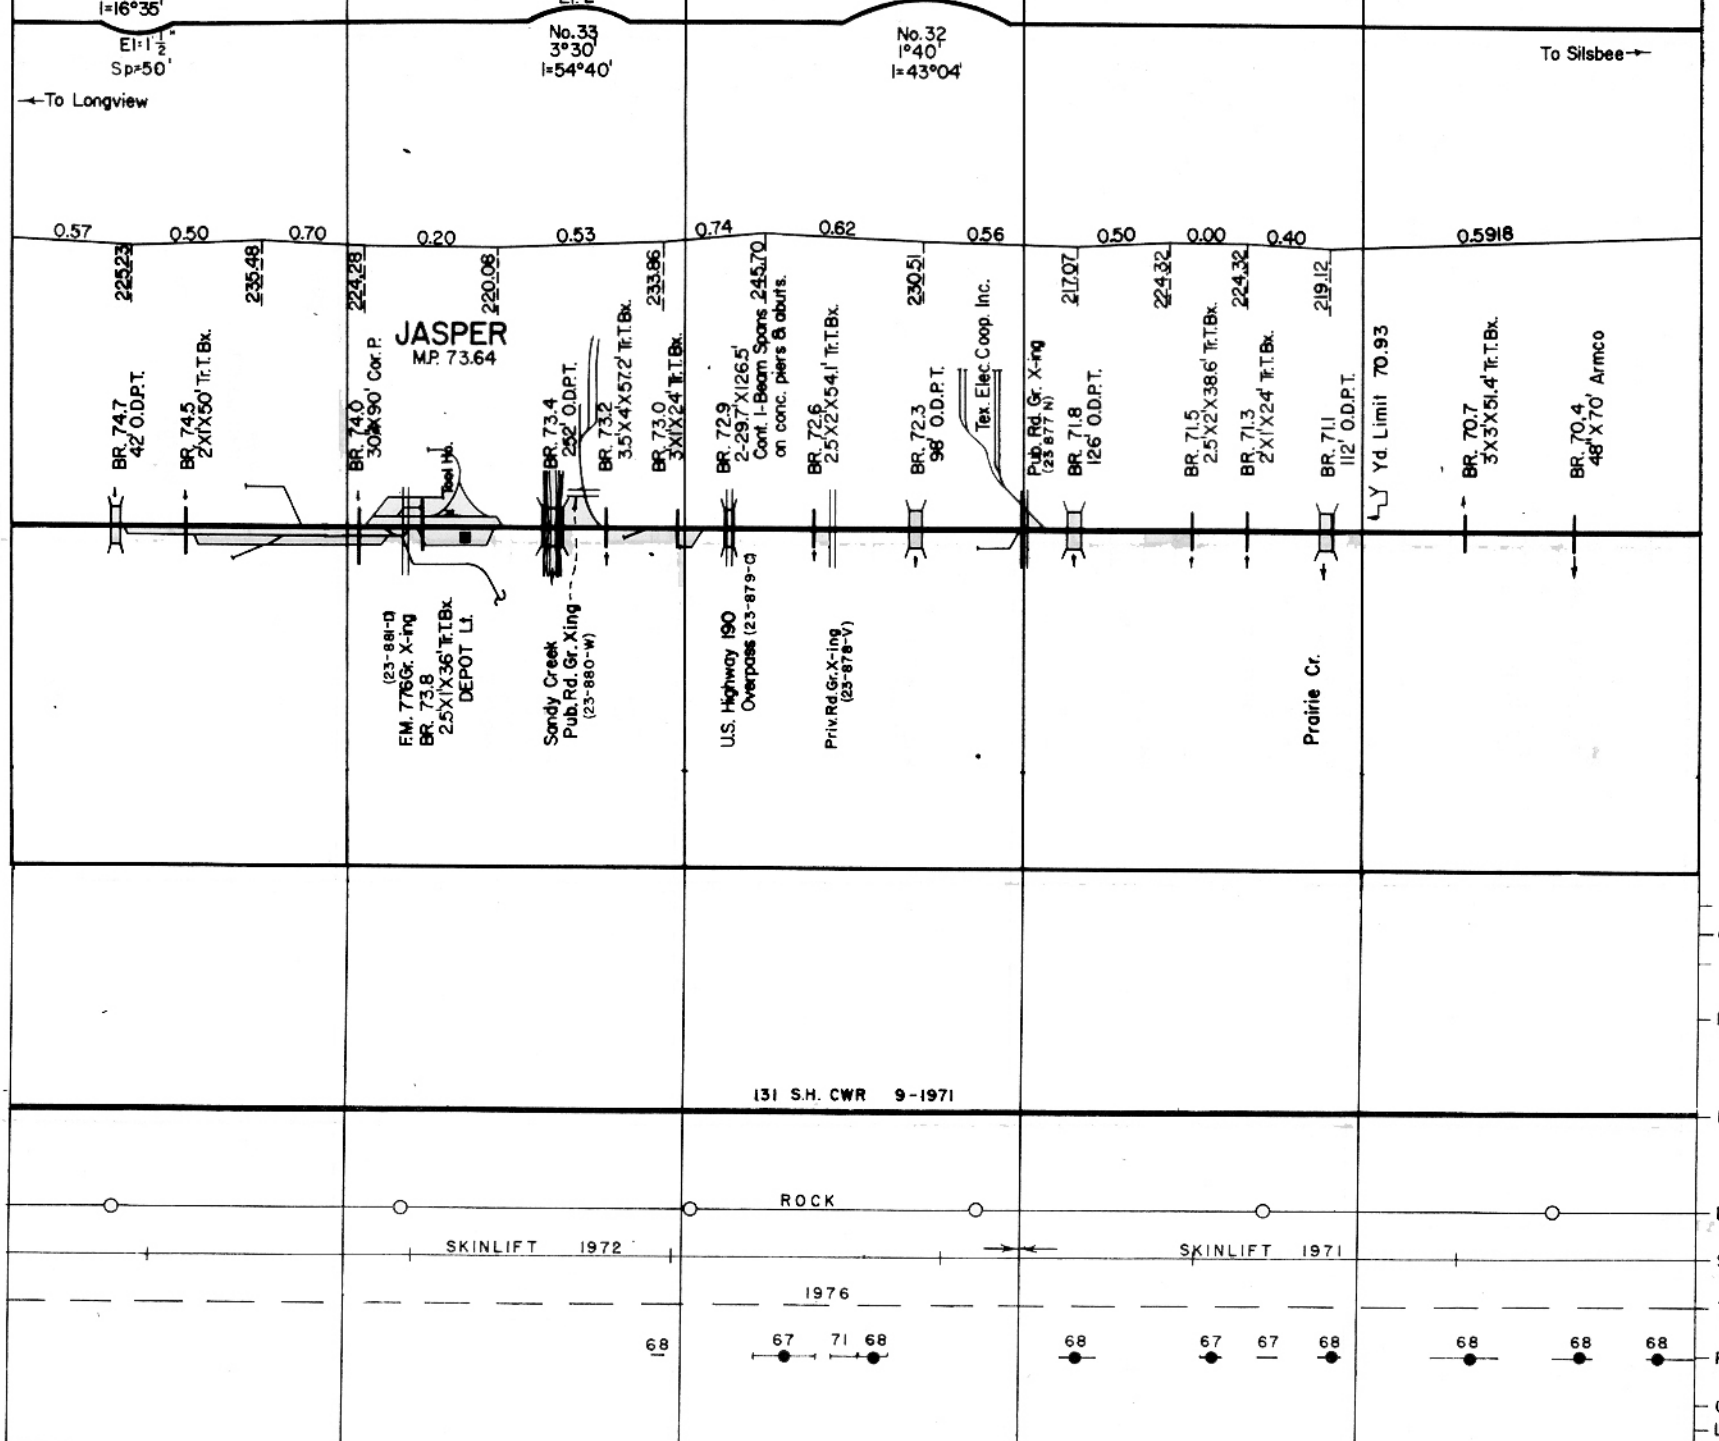 I=16°35'
El=1½"
Sp=50'
No.33
3°30'
I=54°40'
No.32
1°40'
I=43°04'
To Silsbee
To Longview
0.57
0.50
0.70
0.20
0.53
0.74
0.62
0.56
0.50
0.00
0.40
0.5918
225.23
235.48
224.28
220.08
233.86
245.70
230.51
217.07
224.32
224.32
219.12
JASPER
M.P. 73.64
BR. 74.7
42' O.D.P.T.
BR. 74.5
2'X1'X50' Tr.T.Bx.
BR. 74.0
30"X90' Cor. P.
Tool Ho.
BR. 73.4
252' O.D.P.T.
BR. 73.2
3.5'X4'X57.2' Tr.T.Bx.
BR. 73.0
3'X1'X24' Tr.T.Bx.
BR. 72.9
2-29.7'X126.5'
Cont. I-Beam Spans
on conc. piers & abuts.
BR. 72.6
2.5'X2'X54.1' Tr.T.Bx.
BR. 72.3
98' O.D.P.T.
Tex. Elec. Coop. Inc.
Pub. Rd. Gr. X-ing
(23 877 N)
BR. 71.8
126' O.D.P.T.
BR. 71.5
2.5'X2'X38.6' Tr.T.Bx.
BR. 71.3
2'X1'X24' Tr.T.Bx.
BR. 71.1
112' O.D.P.T.
Y
Yd. Limit 70.93
BR. 70.7
3'X3'X51.4' Tr.T.Bx.
BR. 70.4
48"X70' Armco
(23-881-D)
F.M. 776 Gr. X-ing
BR. 73.8
2.5'X1'X36' Tr.T.Bx.
DEPOT Lt.
Sandy Creek
Pub. Rd. Gr. Xing
(23-880-W)
U.S. Highway 190
Overpass (23-879-C)
Priv. Rd. Gr. X-ing
(23-878-V)
Prairie Cr.
131 S.H. CWR 9-1971
ROCK
SKINLIFT 1972
SKINLIFT 1971
1976
68
67
71
68
68
67
67
68
68
68
68